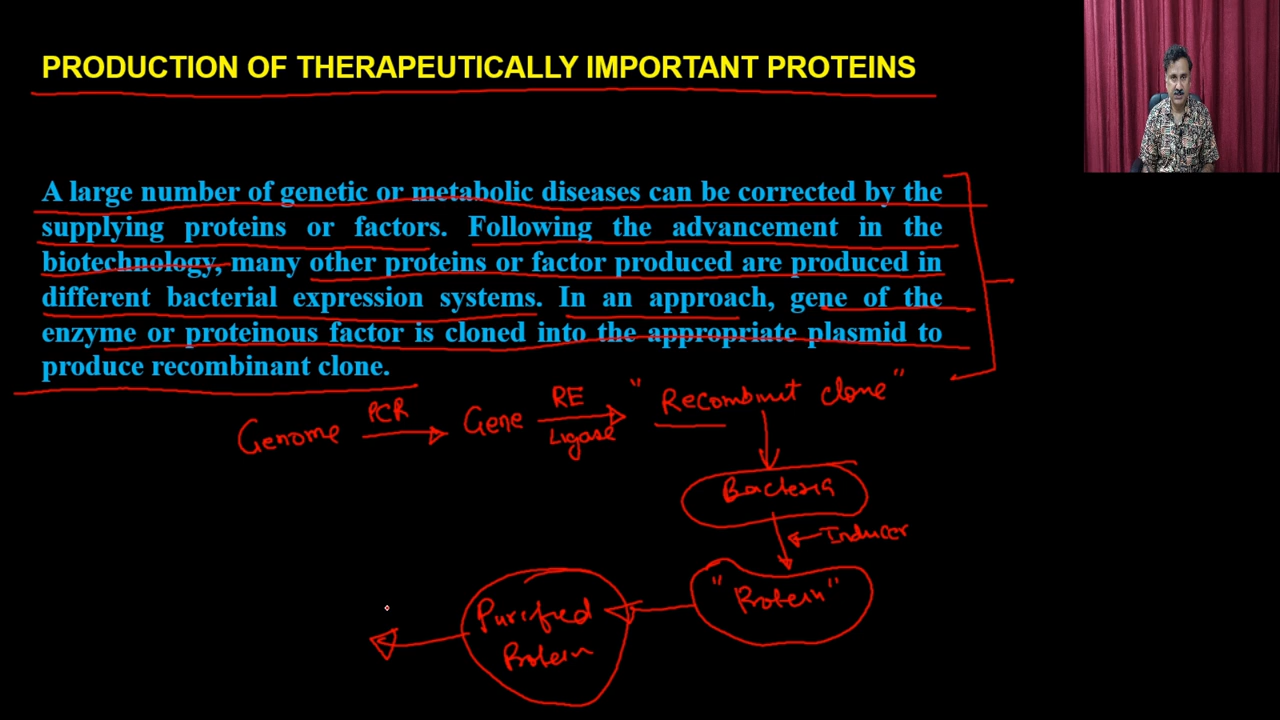 PRODUCTION OF THERAPEUTICALLY IMPORTANT PROTEINS
A large number of genetic or metabolic diseases can be corrected by the
supplying proteins or factors. Following the advancement in the
biotechnology, many other proteins or factor produced are produced in
different bacterial expression systems. In an approach, gene of the
enzyme or proteinous factor is cloned into the appropriate plasmid to
produce recombinant clone.
Genome PCR Gene RE Ligase "Recombinut clone"
Bacteria
Inducer
"Protein"
Purified
Protein